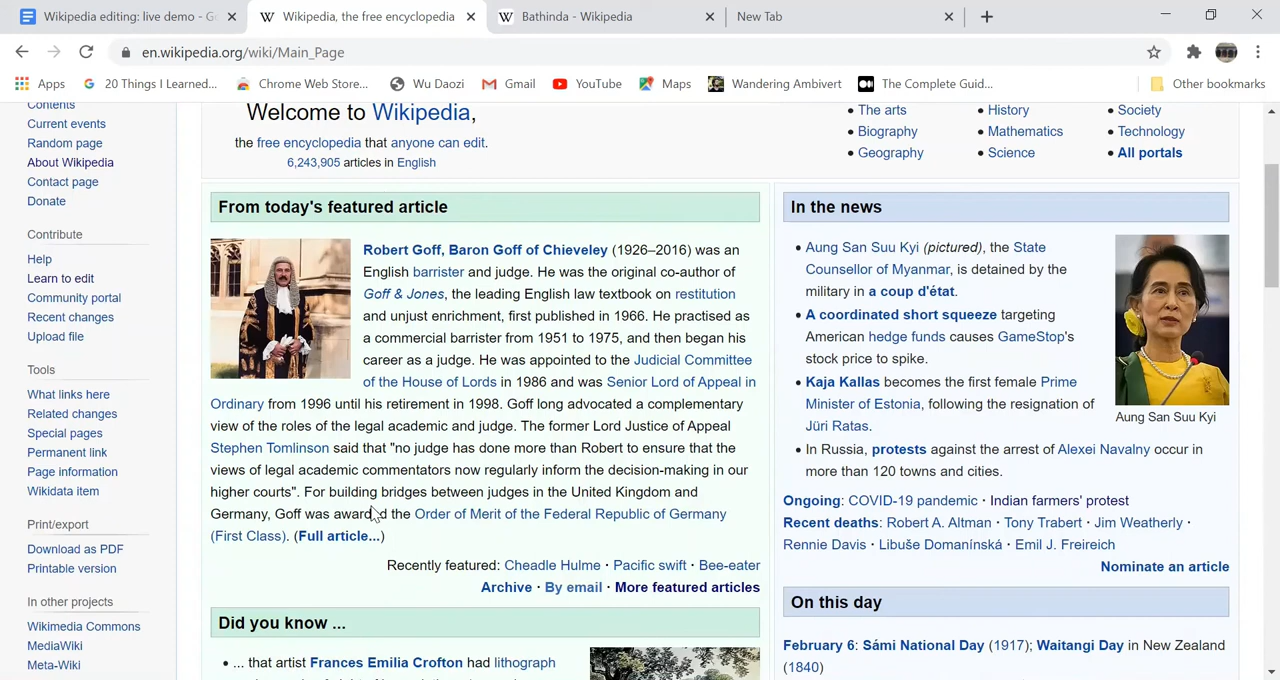 Wikipedia editing: live demo - G
Wikipedia, the free encyclopedia
Bathinda - Wikipedia
New Tab
en.wikipedia.org/wiki/Main_Page
Apps
20 Things I Learned...
Chrome Web Store...
Wu Daozi
Gmail
YouTube
Maps
Wandering Ambivert
The Complete Guid...
Other bookmarks
Contents
Current events
Random page
About Wikipedia
Contact page
Donate
Contribute
Help
Learn to edit
Community portal
Recent changes
Upload file
Tools
What links here
Related changes
Special pages
Permanent link
Page information
Wikidata item
Print/export
Download as PDF
Printable version
In other projects
Wikimedia Commons
MediaWiki
Meta-Wiki
Welcome to Wikipedia,
the free encyclopedia that anyone can edit.
6,243,905 articles in English
• The arts
• Biography
• Geography
• History
• Mathematics
• Science
• Society
• Technology
• All portals
From today's featured article
Robert Goff, Baron Goff of Chieveley (1926–2016) was an
English barrister and judge. He was the original co-author of
Goff & Jones, the leading English law textbook on restitution
and unjust enrichment, first published in 1966. He practised as
a commercial barrister from 1951 to 1975, and then began his
career as a judge. He was appointed to the Judicial Committee
of the House of Lords in 1986 and was Senior Lord of Appeal in
Ordinary from 1996 until his retirement in 1998. Goff long advocated a complementary
view of the roles of the legal academic and judge. The former Lord Justice of Appeal
Stephen Tomlinson said that "no judge has done more than Robert to ensure that the
views of legal academic commentators now regularly inform the decision-making in our
higher courts". For building bridges between judges in the United Kingdom and
Germany, Goff was awarded the Order of Merit of the Federal Republic of Germany
(First Class). (Full article...)
Recently featured: Cheadle Hulme · Pacific swift · Bee-eater
Archive · By email · More featured articles
Did you know ...
• ... that artist Frances Emilia Crofton had lithograph
In the news
• Aung San Suu Kyi (pictured), the State
Counsellor of Myanmar, is detained by the
military in a coup d'état.
• A coordinated short squeeze targeting
American hedge funds causes GameStop's
stock price to spike.
• Kaja Kallas becomes the first female Prime
Minister of Estonia, following the resignation of
Jüri Ratas.
• In Russia, protests against the arrest of Alexei Navalny occur in
more than 120 towns and cities.
Aung San Suu Kyi
Ongoing: COVID-19 pandemic · Indian farmers' protest
Recent deaths: Robert A. Altman · Tony Trabert · Jim Weatherly ·
Rennie Davis · Libuše Domanínská · Emil J. Freireich
Nominate an article
On this day
February 6: Sámi National Day (1917); Waitangi Day in New Zealand
(1840)